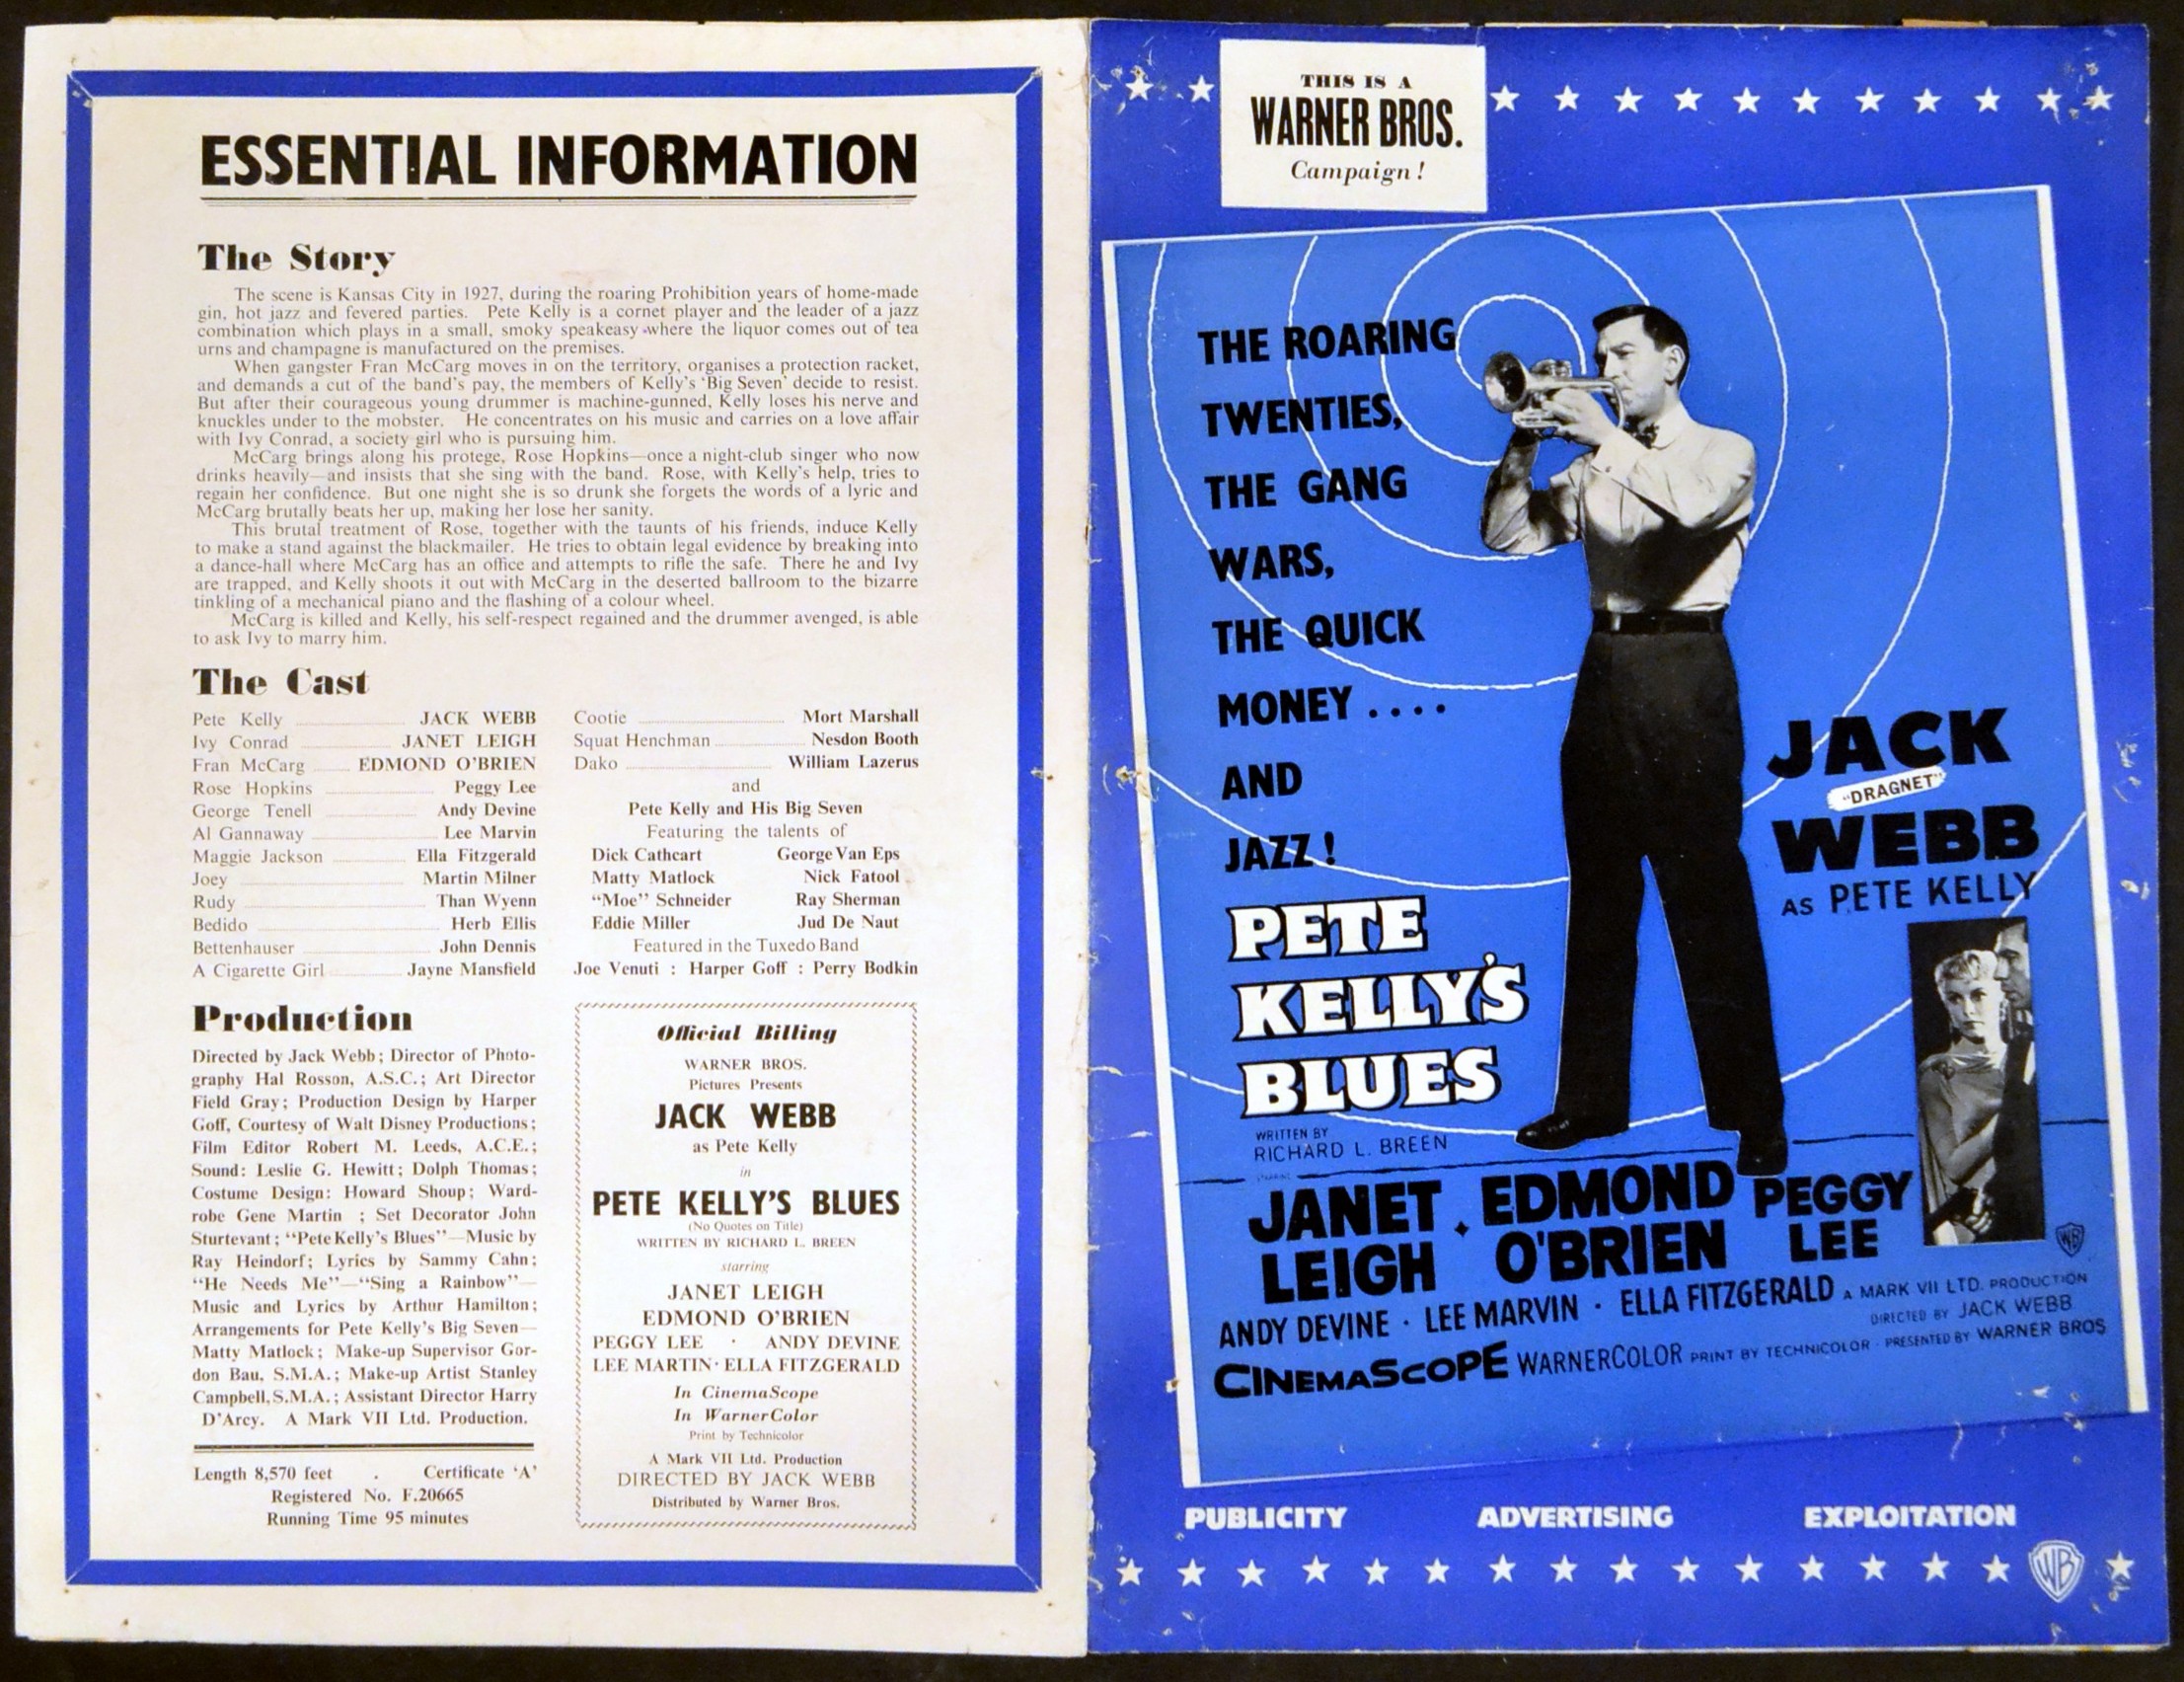 ESSENTIAL INFORMATION
The Story
The scene is Kansas City in 1927, during the roaring Prohibition years of home-made
gin, hot jazz and fevered parties. Pete Kelly is a cornet player and the leader of a jazz
combination which plays in a small, smoky speakeasy where the liquor comes out of tea
urns and champagne is manufactured on the premises.
When gangster Fran McCarg moves in on the territory, organises a protection racket,
and demands a cut of the band's pay, the members of Kelly's 'Big Seven' decide to resist.
But after their courageous young drummer is machine-gunned, Kelly loses his nerve and
knuckles under to the mobster. He concentrates on his music and carries on a love affair
with Ivy Conrad, a society girl who is pursuing him.
McCarg brings along his protege, Rose Hopkins—once a night-club singer who now
drinks heavily—and insists that she sing with the band. Rose, with Kelly's help, tries to
regain her confidence. But one night she is so drunk she forgets the words of a lyric and
McCarg brutally beats her up, making her lose her sanity.
This brutal treatment of Rose, together with the taunts of his friends, induce Kelly
to make a stand against the blackmailer. He tries to obtain legal evidence by breaking into
a dance-hall where McCarg has an office and attempts to rifle the safe. There he and Ivy
are trapped, and Kelly shoots it out with McCarg in the deserted ballroom to the bizarre
tinkling of a mechanical piano and the flashing of a colour wheel.
McCarg is killed and Kelly, his self-respect regained and the drummer avenged, is able
to ask Ivy to marry him.
The Cast
Pete Kelly JACK WEBB
Ivy Conrad JANET LEIGH
Fran McCarg EDMOND O'BRIEN
Rose Hopkins Peggy Lee
George Tenell Andy Devine
Al Gannaway Lee Marvin
Maggie Jackson Ella Fitzgerald
Joey Martin Milner
Rudy Than Wyenn
Bedido Herb Ellis
Bettenhauser John Dennis
A Cigarette Girl Jayne Mansfield
Cootie Mort Marshall
Squat Henchman Nesdon Booth
Dako William Lazerus
and
Pete Kelly and His Big Seven
Featuring the talents of
Dick Cathcart George Van Eps
Matty Matlock Nick Fatool
"Moe" Schneider Ray Sherman
Eddie Miller Jud De Naut
Featured in the Tuxedo Band
Joe Venuti : Harper Goff : Perry Bodkin
Production
Directed by Jack Webb; Director of Photo-
graphy Hal Rosson, A.S.C.; Art Director
Field Gray; Production Design by Harper
Goff, Courtesy of Walt Disney Productions;
Film Editor Robert M. Leeds, A.C.E.;
Sound: Leslie G. Hewitt; Dolph Thomas;
Costume Design: Howard Shoup; Ward-
robe Gene Martin ; Set Decorator John
Sturtevant; "Pete Kelly's Blues"—Music by
Ray Heindorf; Lyrics by Sammy Cahn;
"He Needs Me"—"Sing a Rainbow"—
Music and Lyrics by Arthur Hamilton;
Arrangements for Pete Kelly's Big Seven—
Matty Matlock; Make-up Supervisor Gor-
don Bau, S.M.A.; Make-up Artist Stanley
Campbell, S.M.A.; Assistant Director Harry
D'Arcy. A Mark VII Ltd. Production.
Length 8,570 feet . Certificate 'A'
Registered No. F.20665
Running Time 95 minutes
Official Billing
WARNER BROS.
Pictures Presents
JACK WEBB
as Pete Kelly
in
PETE KELLY'S BLUES
(No Quotes on Title)
WRITTEN BY RICHARD L. BREEN
starring
JANET LEIGH
EDMOND O'BRIEN
PEGGY LEE · ANDY DEVINE
LEE MARTIN · ELLA FITZGERALD
In CinemaScope
In WarnerColor
Print by Technicolor
A Mark VII Ltd. Production
DIRECTED BY JACK WEBB
Distributed by Warner Bros.
THIS IS A
WARNER BROS.
Campaign!
THE ROARING
TWENTIES,
THE GANG
WARS,
THE QUICK
MONEY....
AND
JAZZ!
PETE
KELLY'S
BLUES
WRITTEN BY
RICHARD L. BREEN
JACK
"DRAGNET"
WEBB
AS PETE KELLY
JANET LEIGH · EDMOND O'BRIEN PEGGY LEE
WB
ANDY DEVINE · LEE MARVIN · ELLA FITZGERALD
A MARK VII LTD. PRODUCTION
DIRECTED BY JACK WEBB
CINEMASCOPE WARNERCOLOR PRINT BY TECHNICOLOR · PRESENTED BY WARNER BROS
PUBLICITY ADVERTISING EXPLOITATION
WB